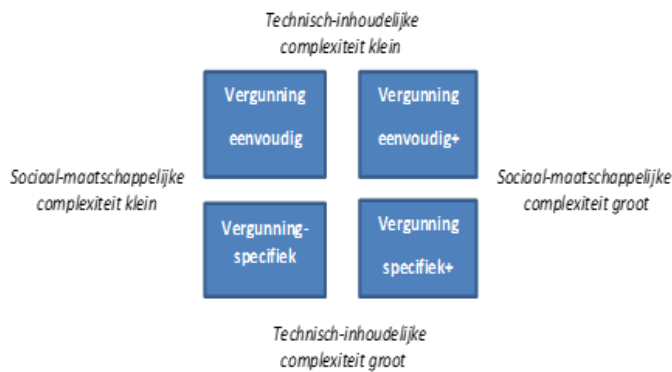 Technisch-inhoudelijke
complexiteit klein
Vergunning
eenvoudig
Vergunning
eenvoudig+
Sociaal-maatschappelijke
complexiteit klein
Sociaal-maatschappelijke
complexiteit groot
Vergunning-
specifiek
Vergunning
specifiek+
Technisch-inhoudelijke
complexiteit groot